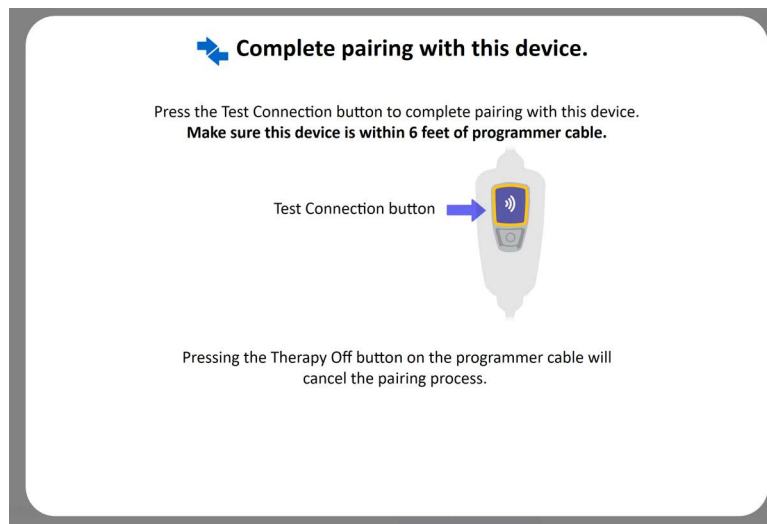 Complete pairing with this device.
Press the Test Connection button to complete pairing with this device.
Make sure this device is within 6 feet of programmer cable.
Test Connection button
Pressing the Therapy Off button on the programmer cable will
cancel the pairing process.